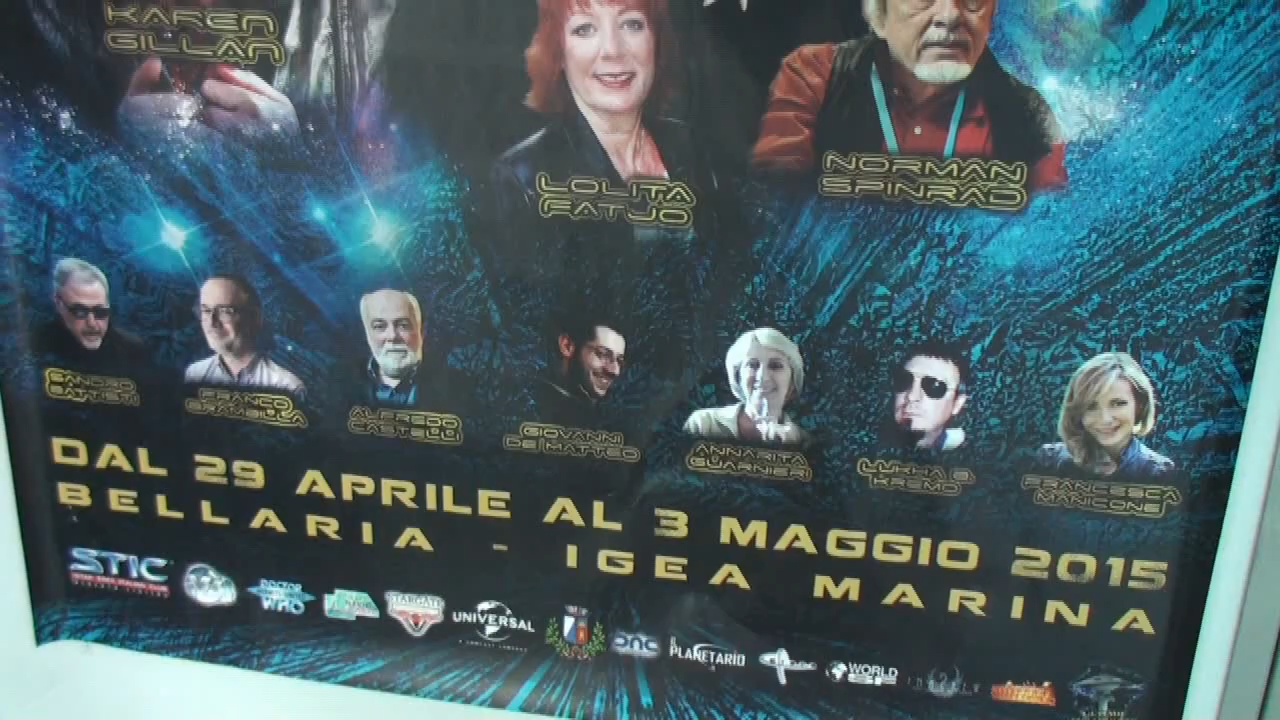 KAREN
GILLAN
LOLITA
FATJO
NORMAN
SPINRAD
SANDRO
BATTISTI
FRANCO
BRAMBILLA
ALFREDO
CASTELLI
GIOVANNI
DE MATTEO
ANNARITA
GUARNIERI
LUKHA B.
KREMO
FRANCESCA
MANICONE
DAL 29 APRILE AL 3 MAGGIO 2015
BELLARIA - IGEA MARINA
STIC
DOCTOR
WHO
STARGATE
UNIVERSAL
IL
PLANETARIO
WORLD
SF